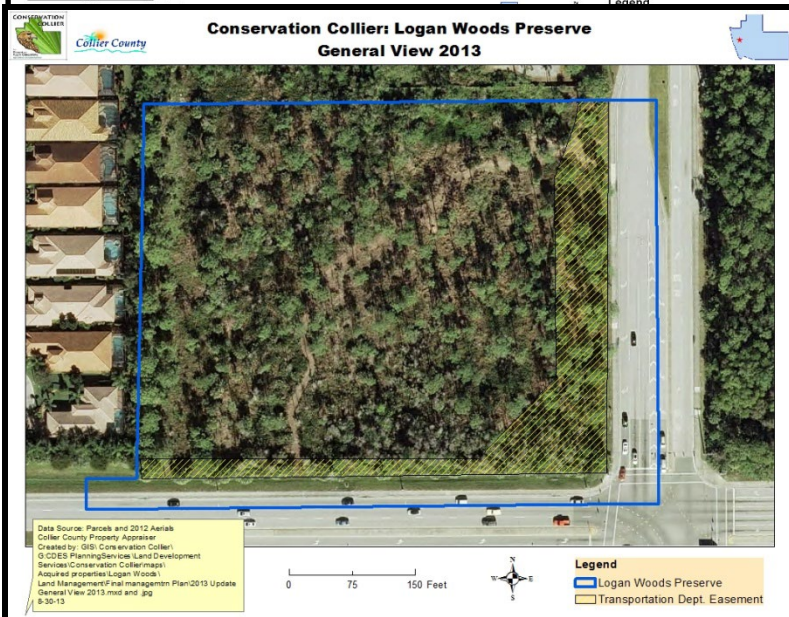 Legend
CONSERVATION
COLLIER
Collier County
Conservation Collier: Logan Woods Preserve
General View 2013
Data Source: Parcels and 2012 Aerials
Collier County Property Appraiser
Created by: GIS\ Conservation Collier\
G:CDES PlanningServices\Land Development
Services\Conservation Collier\maps\
Acquired properties\Logan Woods\
Land Management\Final managemtrn Plan\2013 Update
General View 2013.mxd and .jpg
8-30-13
0 75 150 Feet
N
W E
S
Legend
Logan Woods Preserve
Transportation Dept. Easement